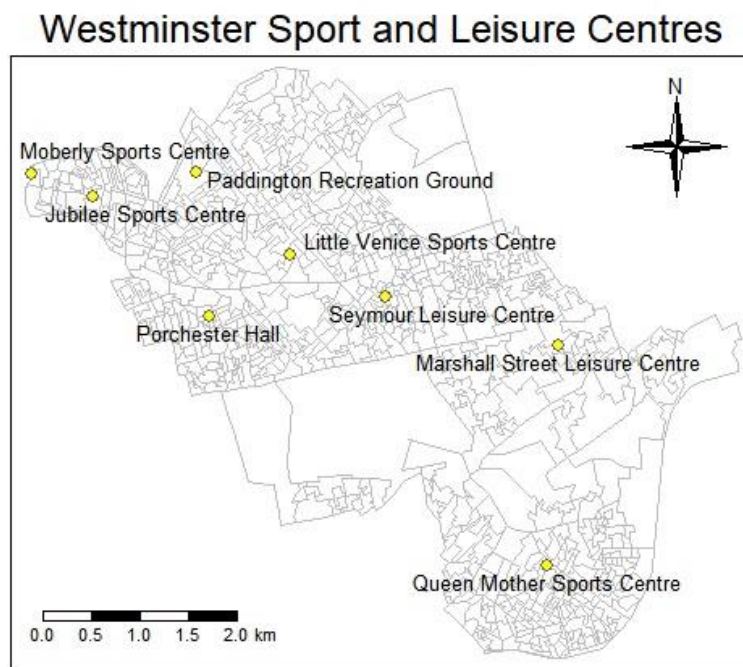 Westminster Sport and Leisure Centres
N
Moberly Sports Centre
Paddington Recreation Ground
Jubilee Sports Centre
Little Venice Sports Centre
Seymour Leisure Centre
Porchester Hall
Marshall Street Leisure Centre
Queen Mother Sports Centre
0.0 0.5 1.0 1.5 2.0 km